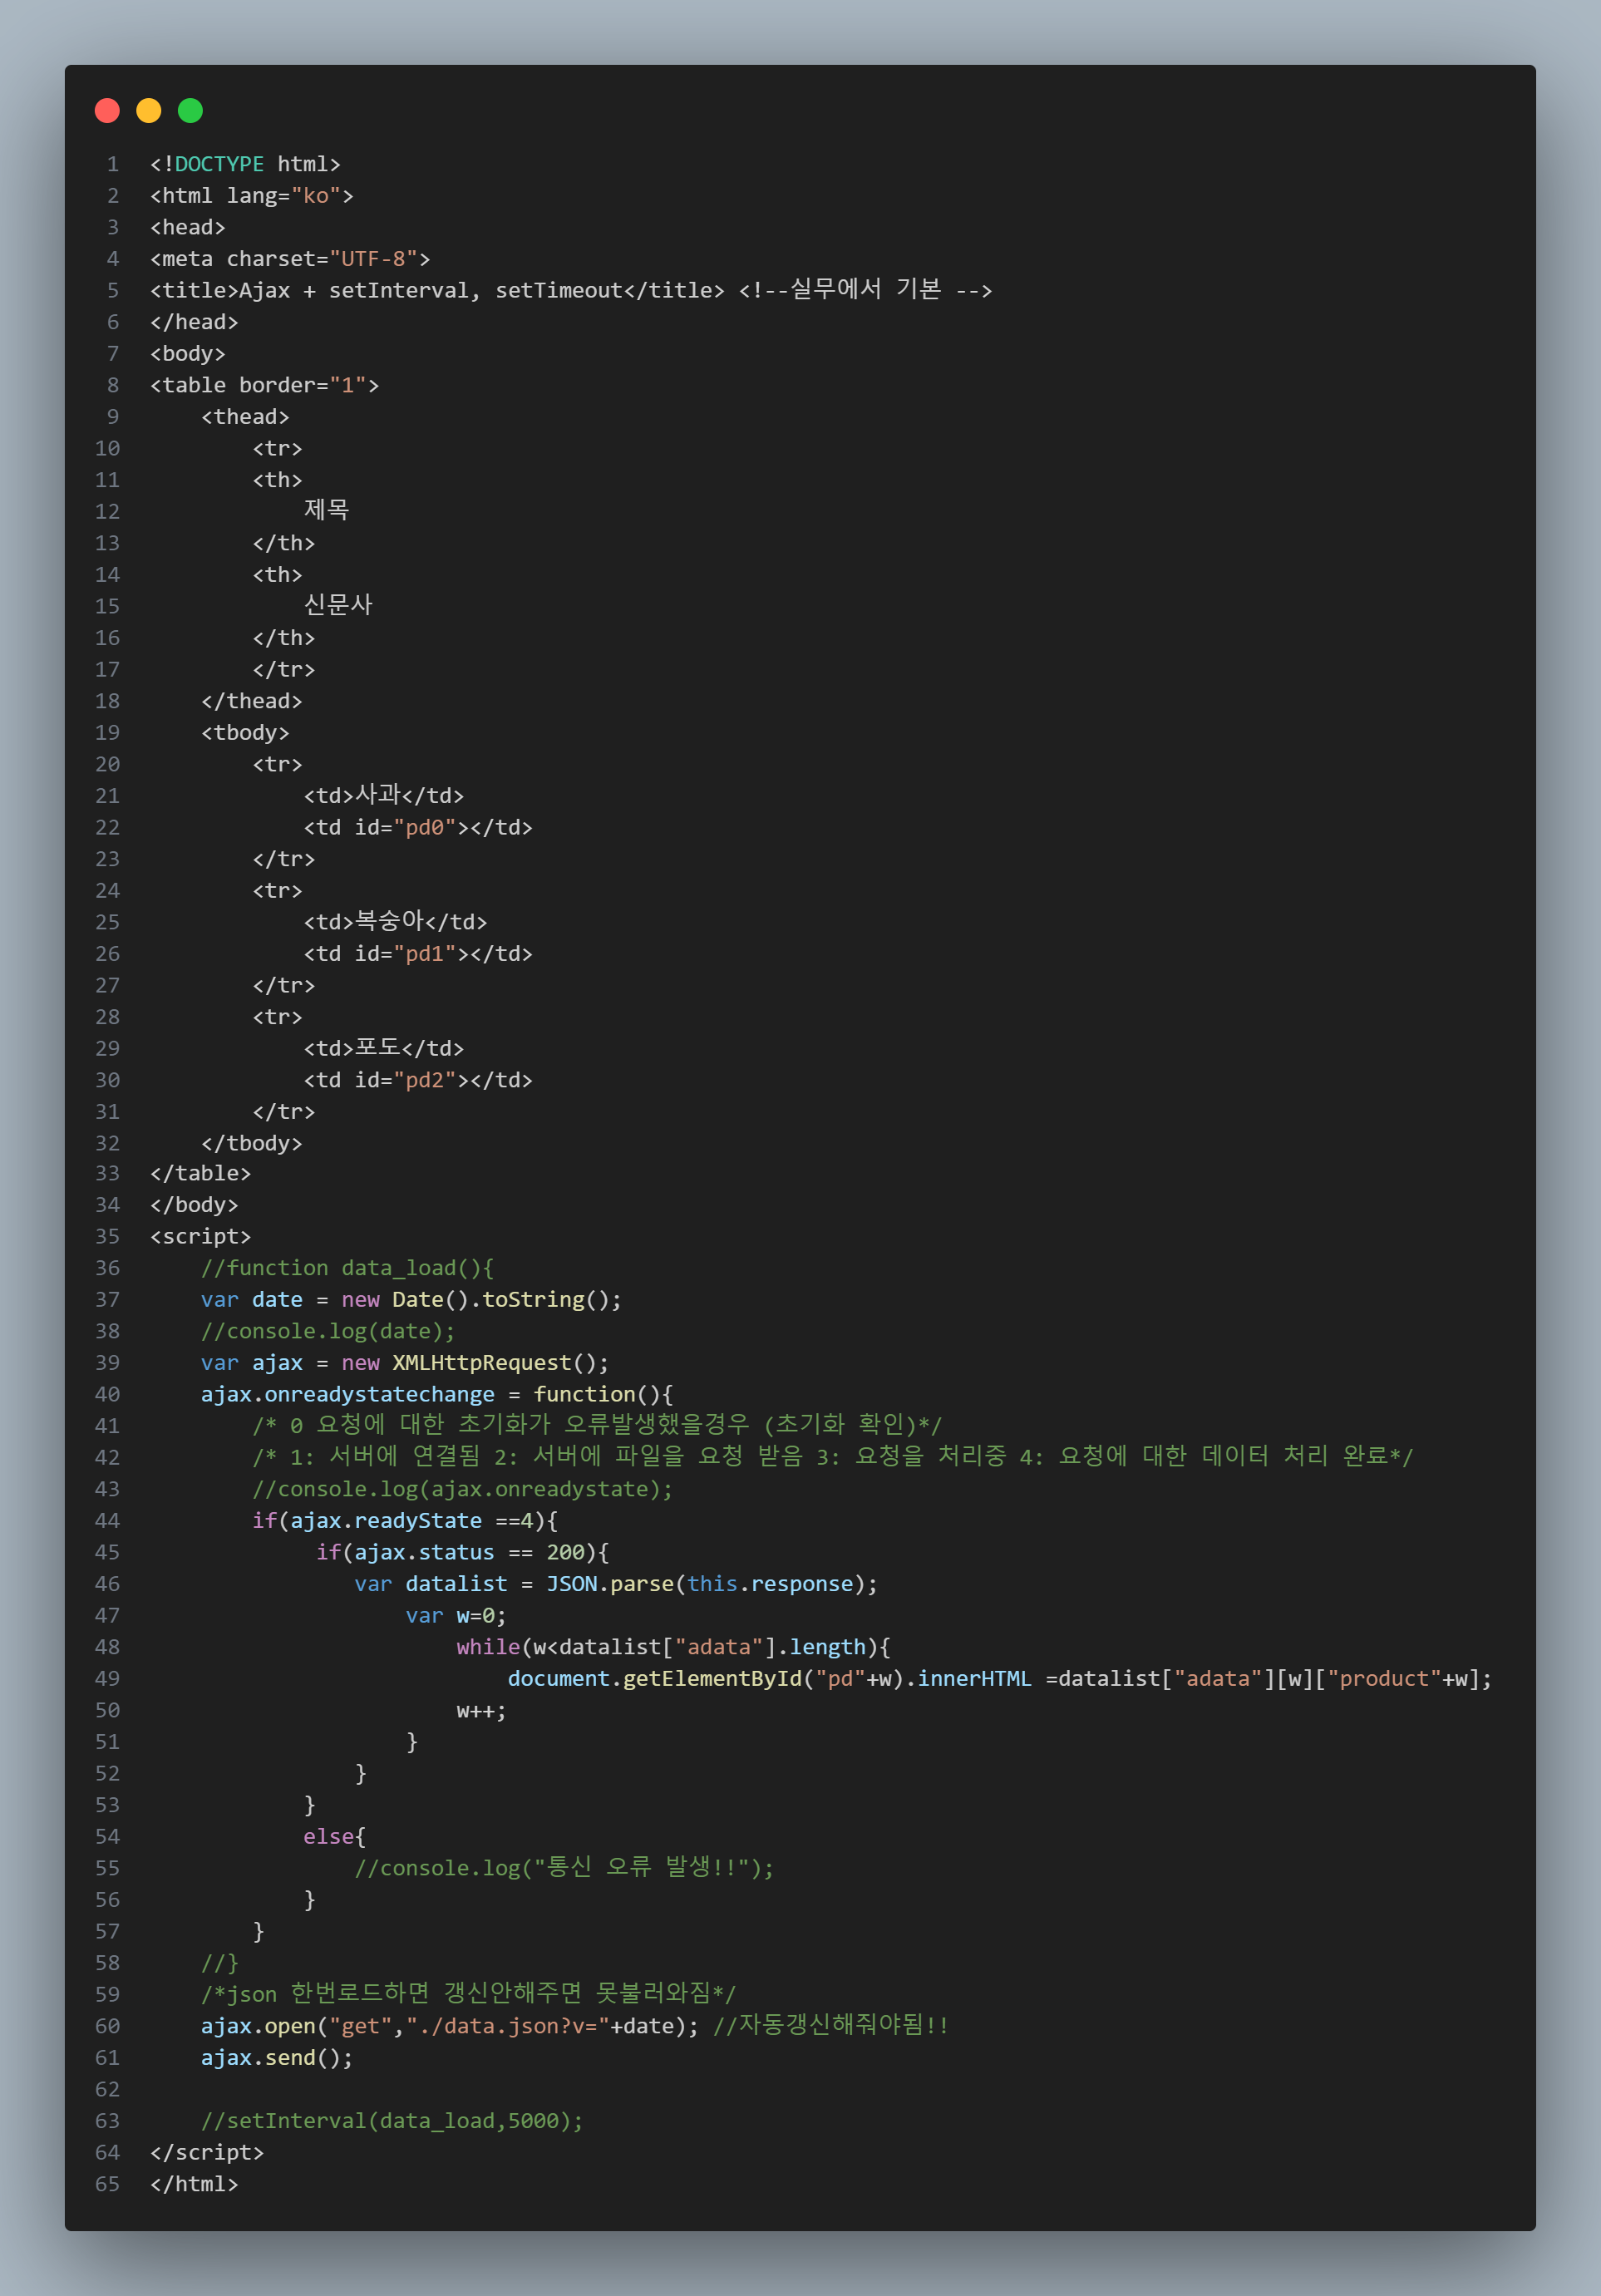 1 <!DOCTYPE html>
2 <html lang="ko">
3 <head>
4 <meta charset="UTF-8">
5 <title>Ajax + setInterval, setTimeout</title> <!--실무에서 기본 -->
6 </head>
7 <body>
8 <table border="1">
9     <thead>
10         <tr>
11         <th>
12             제목
13         </th>
14         <th>
15             신문사
16         </th>
17         </tr>
18     </thead>
19     <tbody>
20         <tr>
21             <td>사과</td>
22             <td id="pd0"></td>
23         </tr>
24         <tr>
25             <td>복숭아</td>
26             <td id="pd1"></td>
27         </tr>
28         <tr>
29             <td>포도</td>
30             <td id="pd2"></td>
31         </tr>
32     </tbody>
33 </table>
34 </body>
35 <script>
36     //function data_load(){
37     var date = new Date().toString();
38     //console.log(date);
39     var ajax = new XMLHttpRequest();
40     ajax.onreadystatechange = function(){
41         /* 0 요청에 대한 초기화가 오류발생했을경우 (초기화 확인)*/
42         /* 1: 서버에 연결됨 2: 서버에 파일을 요청 받음 3: 요청을 처리중 4: 요청에 대한 데이터 처리 완료*/
43         //console.log(ajax.onreadystate);
44         if(ajax.readyState ==4){
45              if(ajax.status == 200){
46                 var datalist = JSON.parse(this.response);
47                     var w=0;
48                         while(w<datalist["adata"].length){
49                             document.getElementById("pd"+w).innerHTML =datalist["adata"][w]["product"+w];
50                         w++;
51                     }
52                 }
53             }
54             else{
55                 //console.log("통신 오류 발생!!");
56             }
57         }
58     //}
59     /*json 한번로드하면 갱신안해주면 못불러와짐*/
60     ajax.open("get","./data.json?v="+date); //자동갱신해줘야됨!!
61     ajax.send();
62
63     //setInterval(data_load,5000);
64 </script>
65 </html>